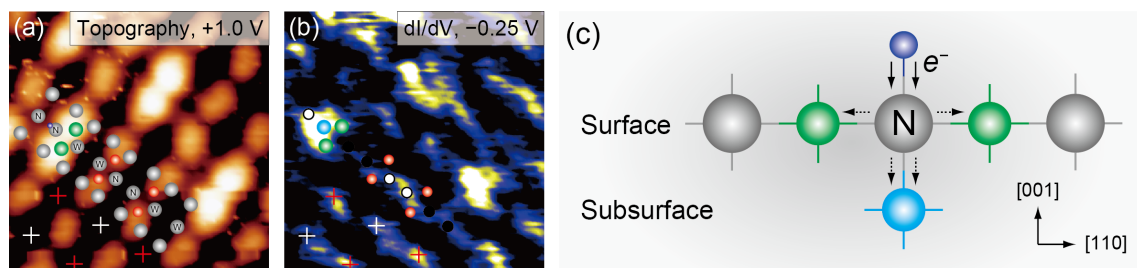 (a)
Topography, +1.0 V
N
N
W
W
N
W
W
(b)
dI/dV, −0.25 V
(c)
e−
Surface
N
Subsurface
[001]
[110]